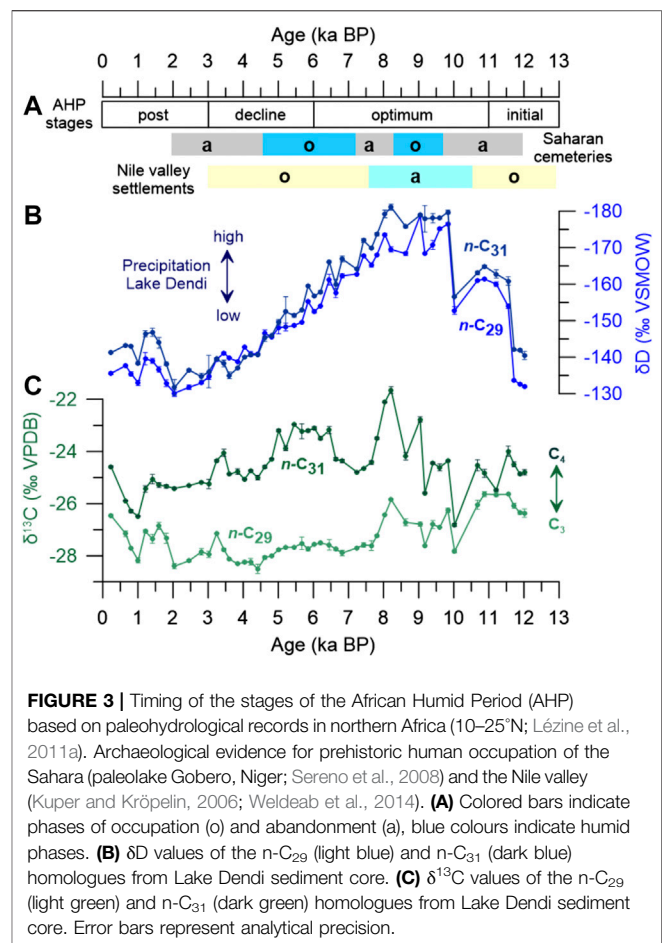 Age (ka BP)
0 1 2 3 4 5 6 7 8 9 10 11 12 13
A
AHP stages
post decline optimum initial
a o a o a
Saharan cemeteries
Nile valley settlements
o a o
B
high
Precipitation Lake Dendi
low
n-C31
n-C29
-180
-170
-160
-150
-140
-130
δD (‰ VSMOW)
C
-22
-24
-26
-28
δ13C (‰ VPDB)
n-C31
n-C29
C4
C3
0 1 2 3 4 5 6 7 8 9 10 11 12 13
Age (ka BP)
FIGURE 3 | Timing of the stages of the African Humid Period (AHP)
based on paleohydrological records in northern Africa (10–25°N; Lézine et al.,
2011a). Archaeological evidence for prehistoric human occupation of the
Sahara (paleolake Gobero, Niger; Sereno et al., 2008) and the Nile valley
(Kuper and Kröpelin, 2006; Weldeab et al., 2014). (A) Colored bars indicate
phases of occupation (o) and abandonment (a), blue colours indicate humid
phases. (B) δD values of the n-C29 (light blue) and n-C31 (dark blue)
homologues from Lake Dendi sediment core. (C) δ13C values of the n-C29
(light green) and n-C31 (dark green) homologues from Lake Dendi sediment
core. Error bars represent analytical precision.